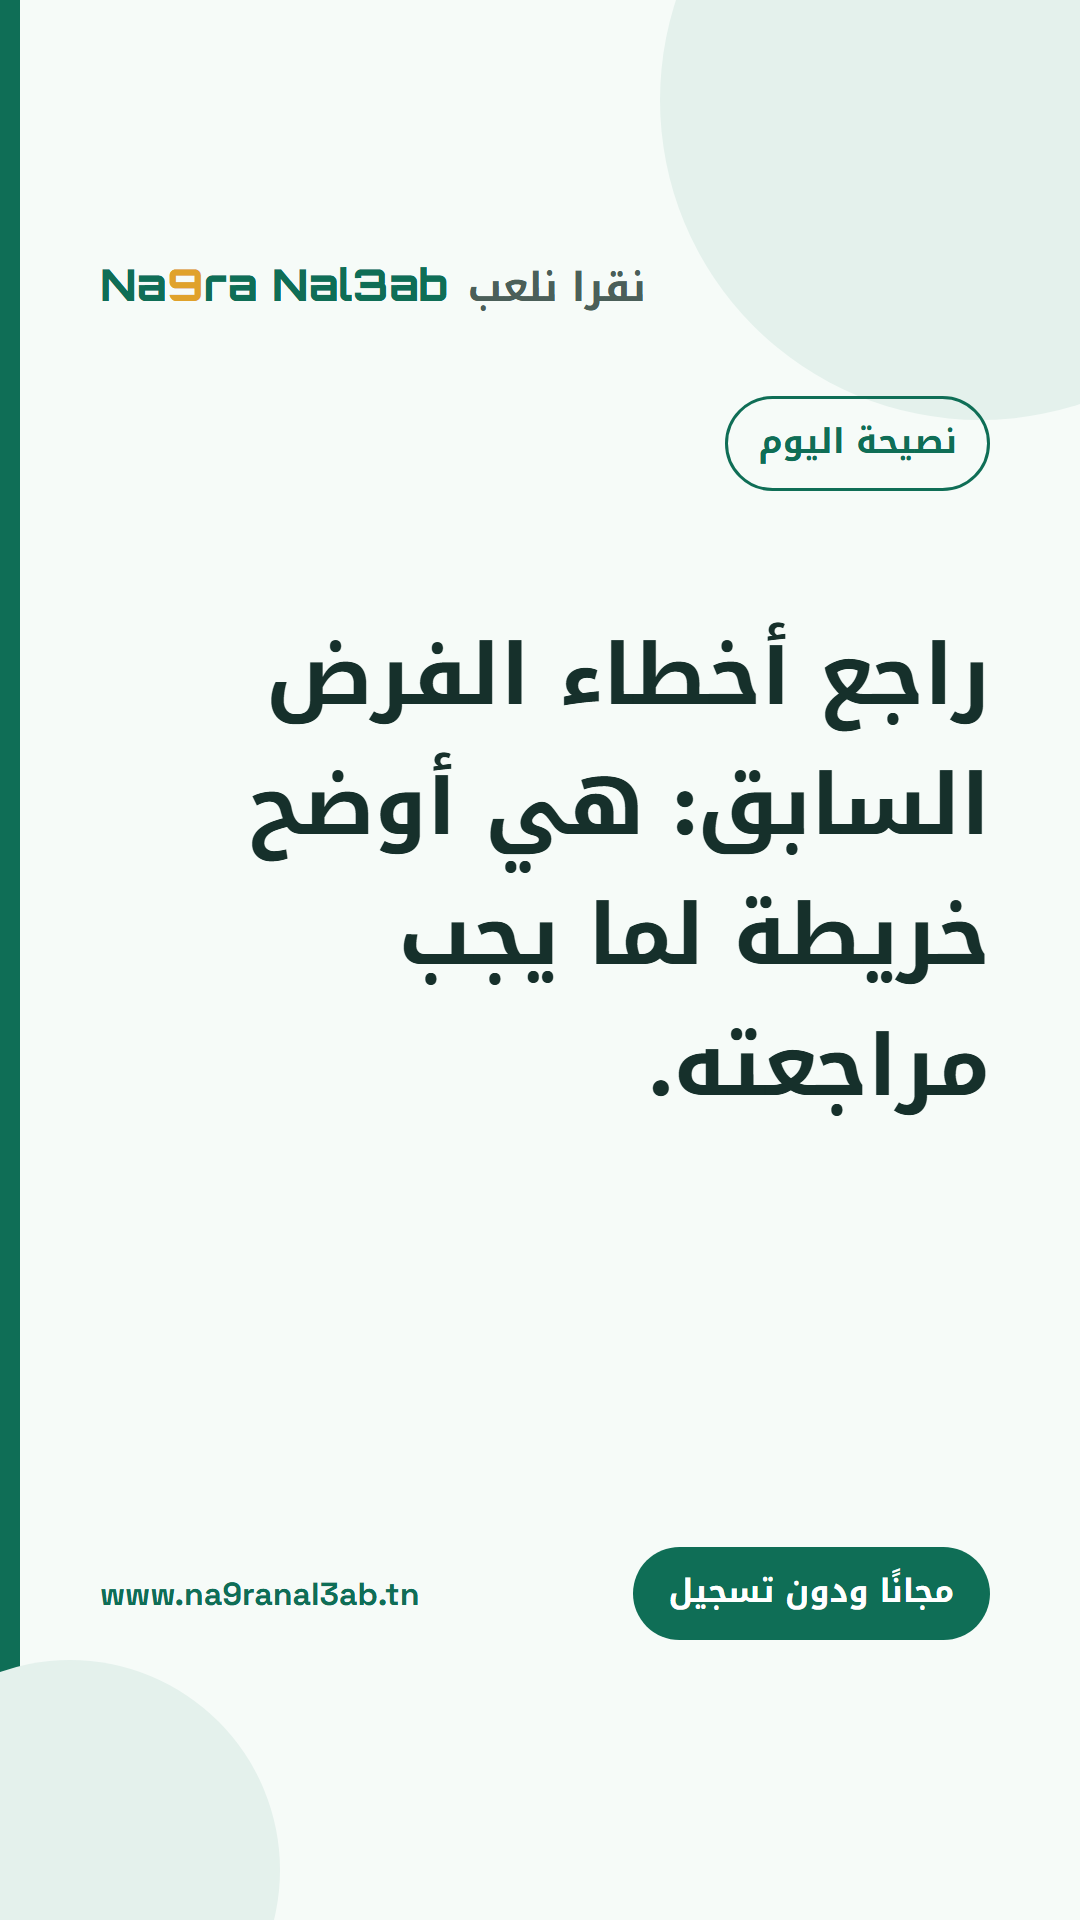 Na9ra Nal3ab نقرا نلعب
نصيحة اليوم
راجع أخطاء الفرض
السابق: هي أوضح
خريطة لما يجب
مراجعته.
مجانًا ودون تسجيل
www.na9ranal3ab.tn